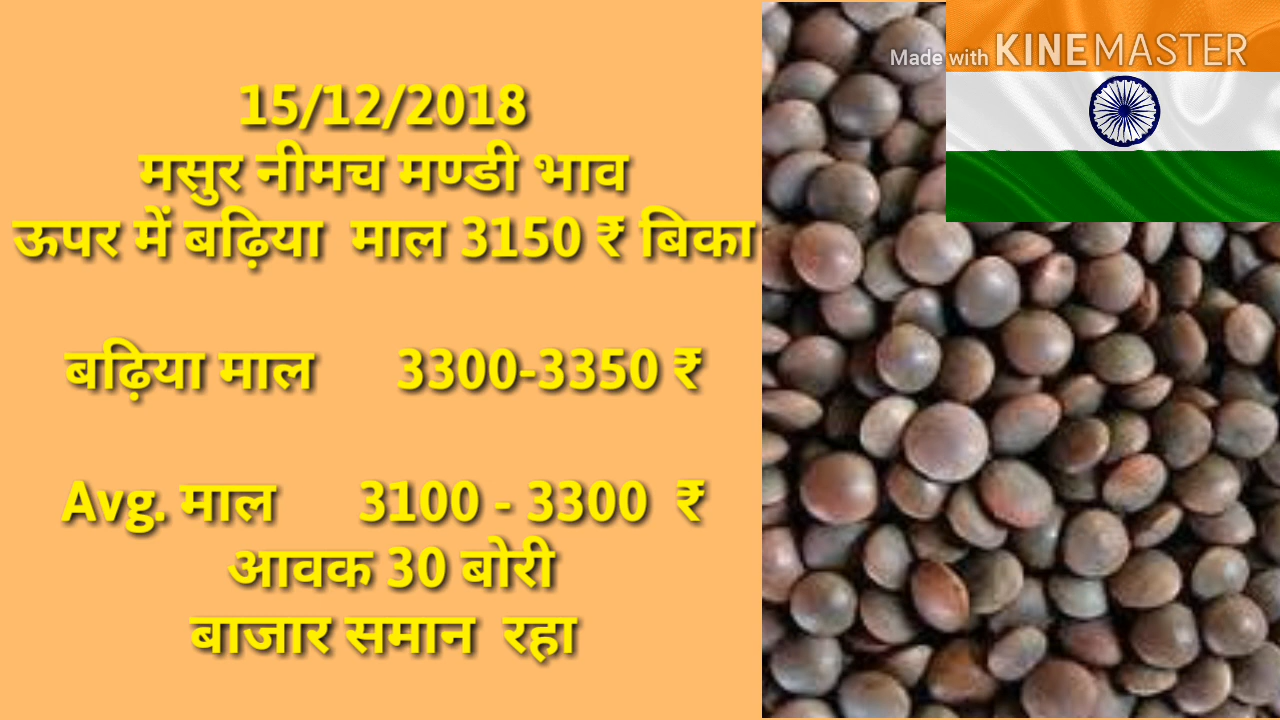 15/12/2018
मसुर नीमच मण्डी भाव
ऊपर में बढ़िया माल 3150 ₹ बिका
बढ़िया माल 3300-3350 ₹
Avg. माल 3100 - 3300 ₹
आवक 30 बोरी
बाजार समान रहा
Made with KINEMASTER